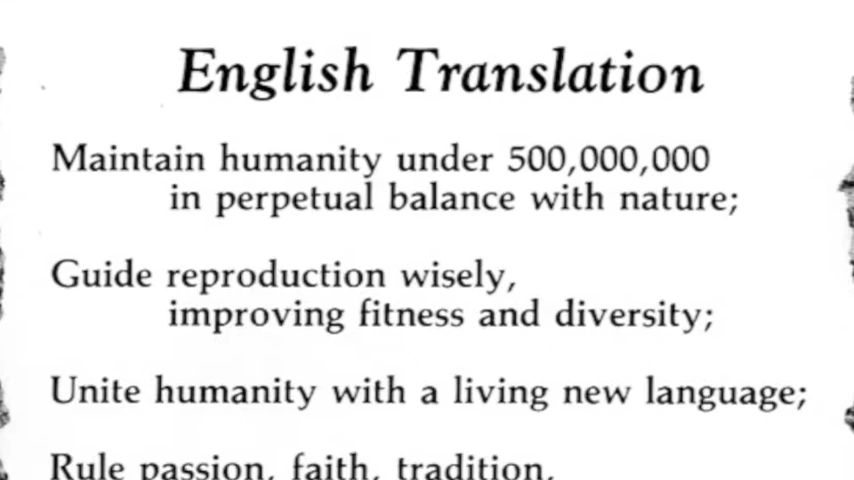 English Translation
Maintain humanity under 500,000,000
in perpetual balance with nature;
Guide reproduction wisely,
improving fitness and diversity;
Unite humanity with a living new language;
Rule passion, faith, tradition,